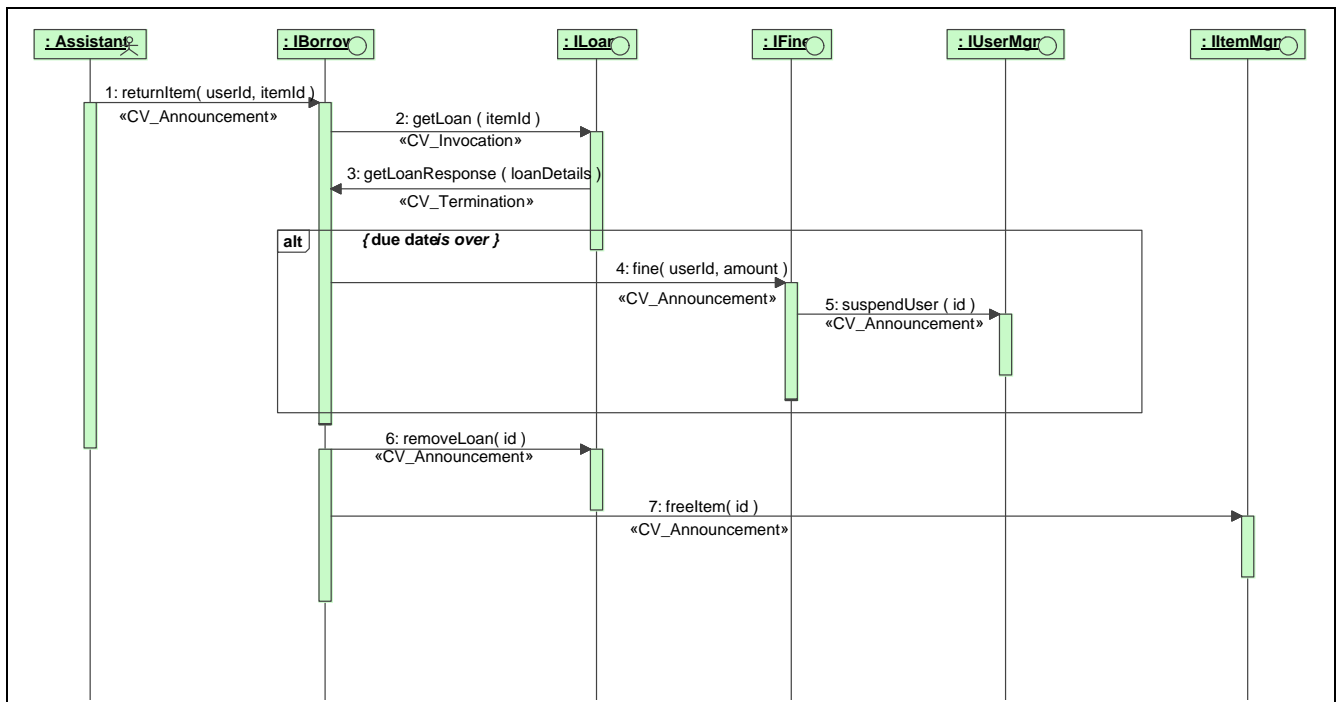 : Assistant
: IBorrow
: ILoan
: IFine
: IUserMgm
: IItemMgm
1: returnItem( userId, itemId )
«CV_Announcement»
2: getLoan ( itemId )
«CV_Invocation»
3: getLoanResponse ( loanDetails )
«CV_Termination»
alt
{ due date is over }
4: fine( userId, amount )
«CV_Announcement»
5: suspendUser ( id )
«CV_Announcement»
6: removeLoan( id )
«CV_Announcement»
7: freeItem( id )
«CV_Announcement»